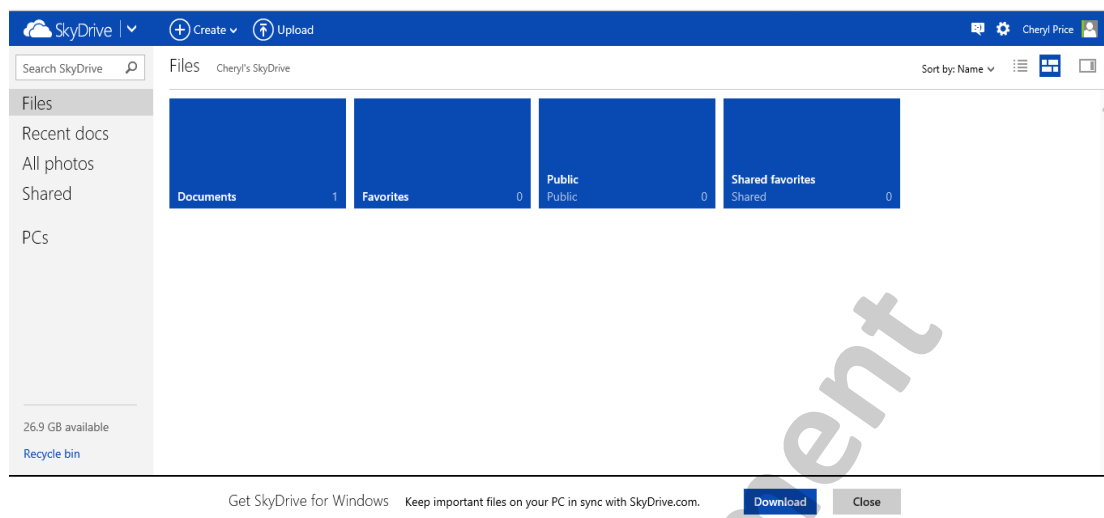 SkyDrive Create Upload Cheryl Price
Search SkyDrive
Files Cheryl's SkyDrive Sort by: Name
Files
Recent docs
All photos
Shared
PCs
Documents 1
Favorites 0
Public
Public 0
Shared favorites
Shared 0
26.9 GB available
Recycle bin
Get SkyDrive for Windows Keep important files on your PC in sync with SkyDrive.com. Download Close
ment